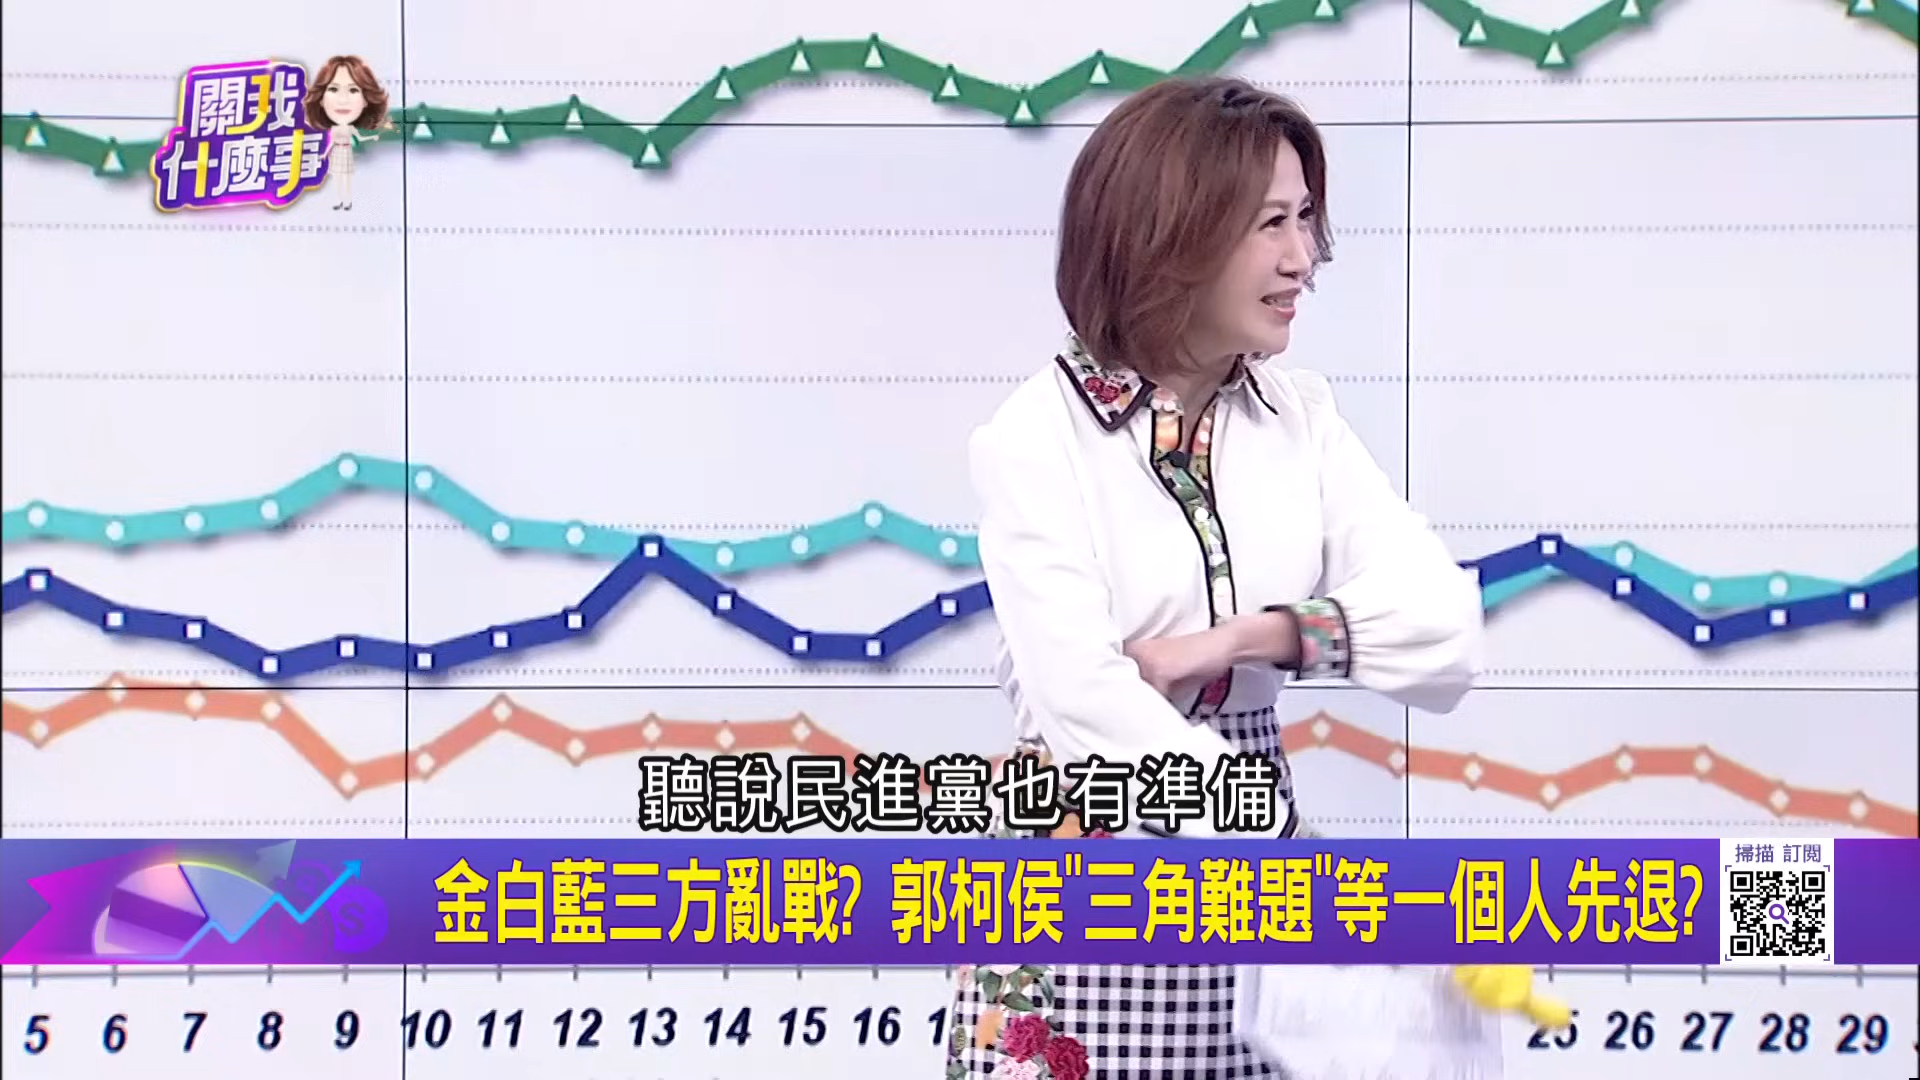 關我
什麼事
聽說民進黨也有準備
掃描 訂閱
金白藍三方亂戰? 郭柯侯"三角難題"等一個人先退?
5 6 7 8 9 10 11 12 13 14 15 16 1 25 26 27 28 29